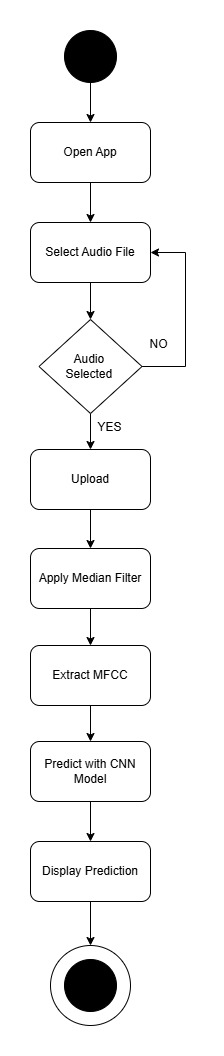 Open App
Select Audio File
Audio
Selected
NO
YES
Upload
Apply Median Filter
Extract MFCC
Predict with CNN
Model
Display Prediction